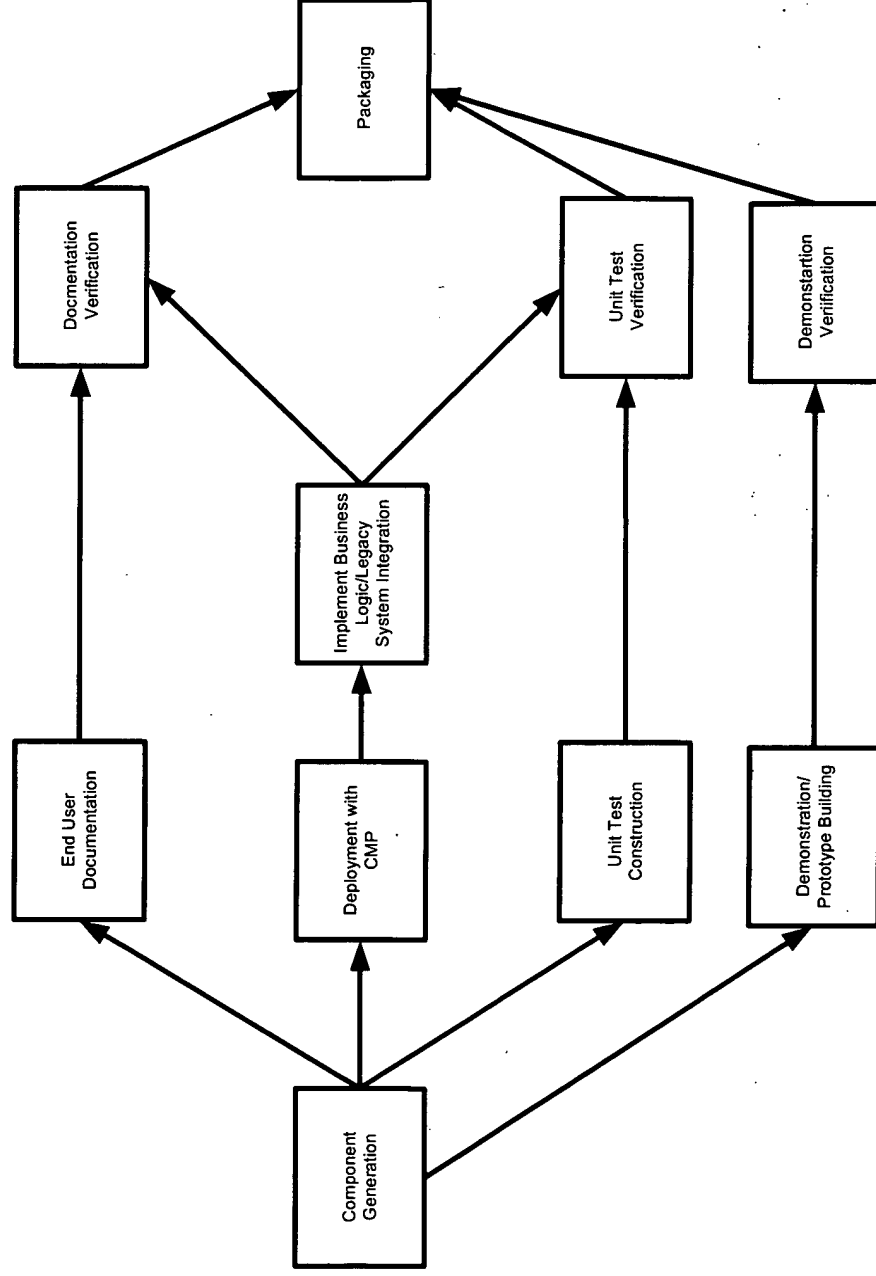 End User
Documentation
Docmentation
Verification
Component
Generation
Deployment with
CMP
Implement Business
Logic/Legacy
System Integration
Packaging
Unit Test
Construction
Unit Test
Verification
Demonstration/
Prototype Building
Demonstartion
Veriification